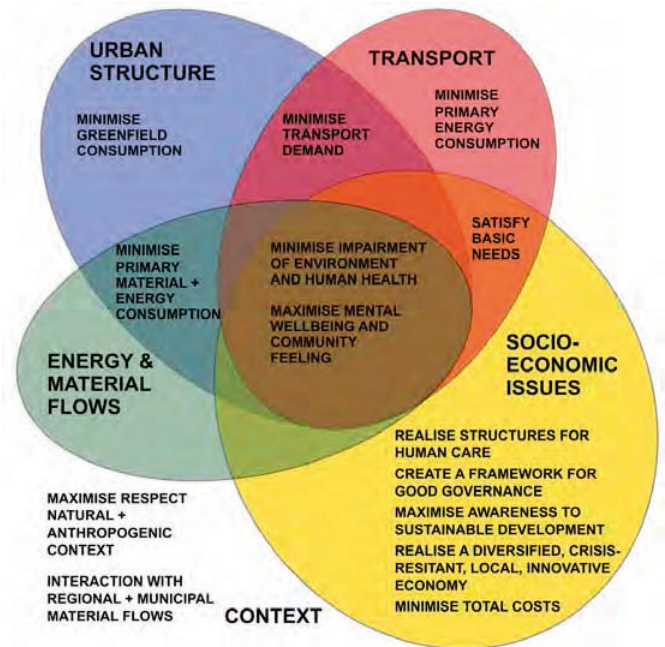 URBAN
STRUCTURE
TRANSPORT
MINIMISE
GREENFIELD
CONSUMPTION
MINIMISE
TRANSPORT
DEMAND
MINIMISE
PRIMARY
ENERGY
CONSUMPTION
SATISFY
BASIC
NEEDS
MINIMISE
PRIMARY
MATERIAL +
ENERGY
CONSUMPTION
MINIMISE IMPAIRMENT
OF ENVIRONMENT
AND HUMAN HEALTH
MAXIMISE MENTAL
WELLBEING AND
COMMUNITY
FEELING
ENERGY &
MATERIAL
FLOWS
SOCIO-
ECONOMIC
ISSUES
REALISE STRUCTURES FOR
HUMAN CARE
CREATE A FRAMEWORK FOR
GOOD GOVERNANCE
MAXIMISE AWARENESS TO
SUSTAINABLE DEVELOPMENT
REALISE A DIVERSIFIED, CRISIS-
RESITANT, LOCAL, INNOVATIVE
ECONOMY
MINIMISE TOTAL COSTS
MAXIMISE RESPECT
NATURAL +
ANTHROPOGENIC
CONTEXT
INTERACTION WITH
REGIONAL + MUNICIPAL
MATERIAL FLOWS
CONTEXT